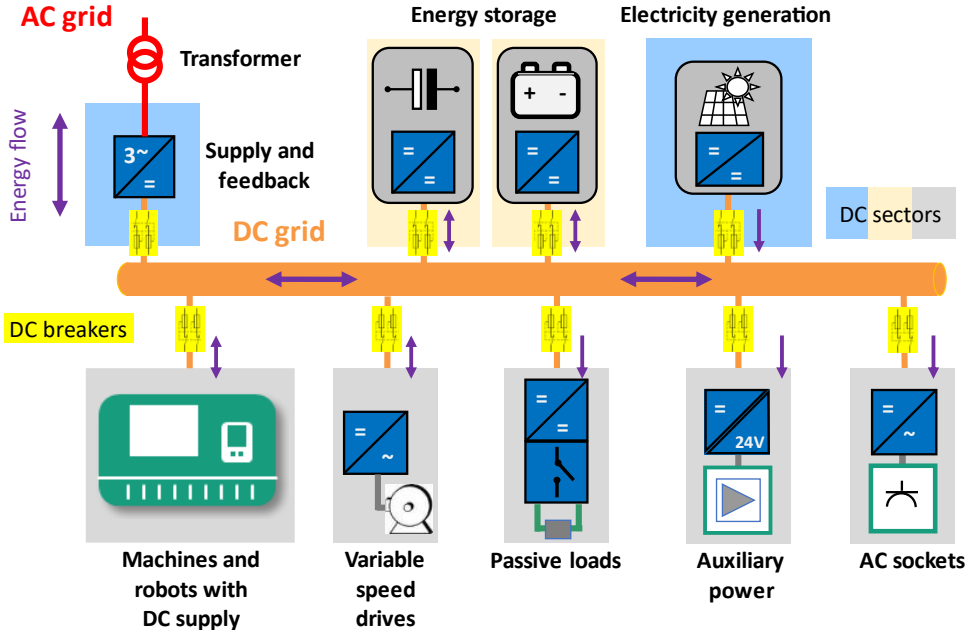 AC grid
Energy storage
Electricity generation
Transformer
+ -
Energy flow
3~
=
Supply and
feedback
=
=
=
=
=
=
DC sectors
DC grid
DC breakers
=
~
=
=
=
24V
=
~
Machines and
robots with
DC supply
Variable
speed
drives
Passive loads
Auxiliary
power
AC sockets